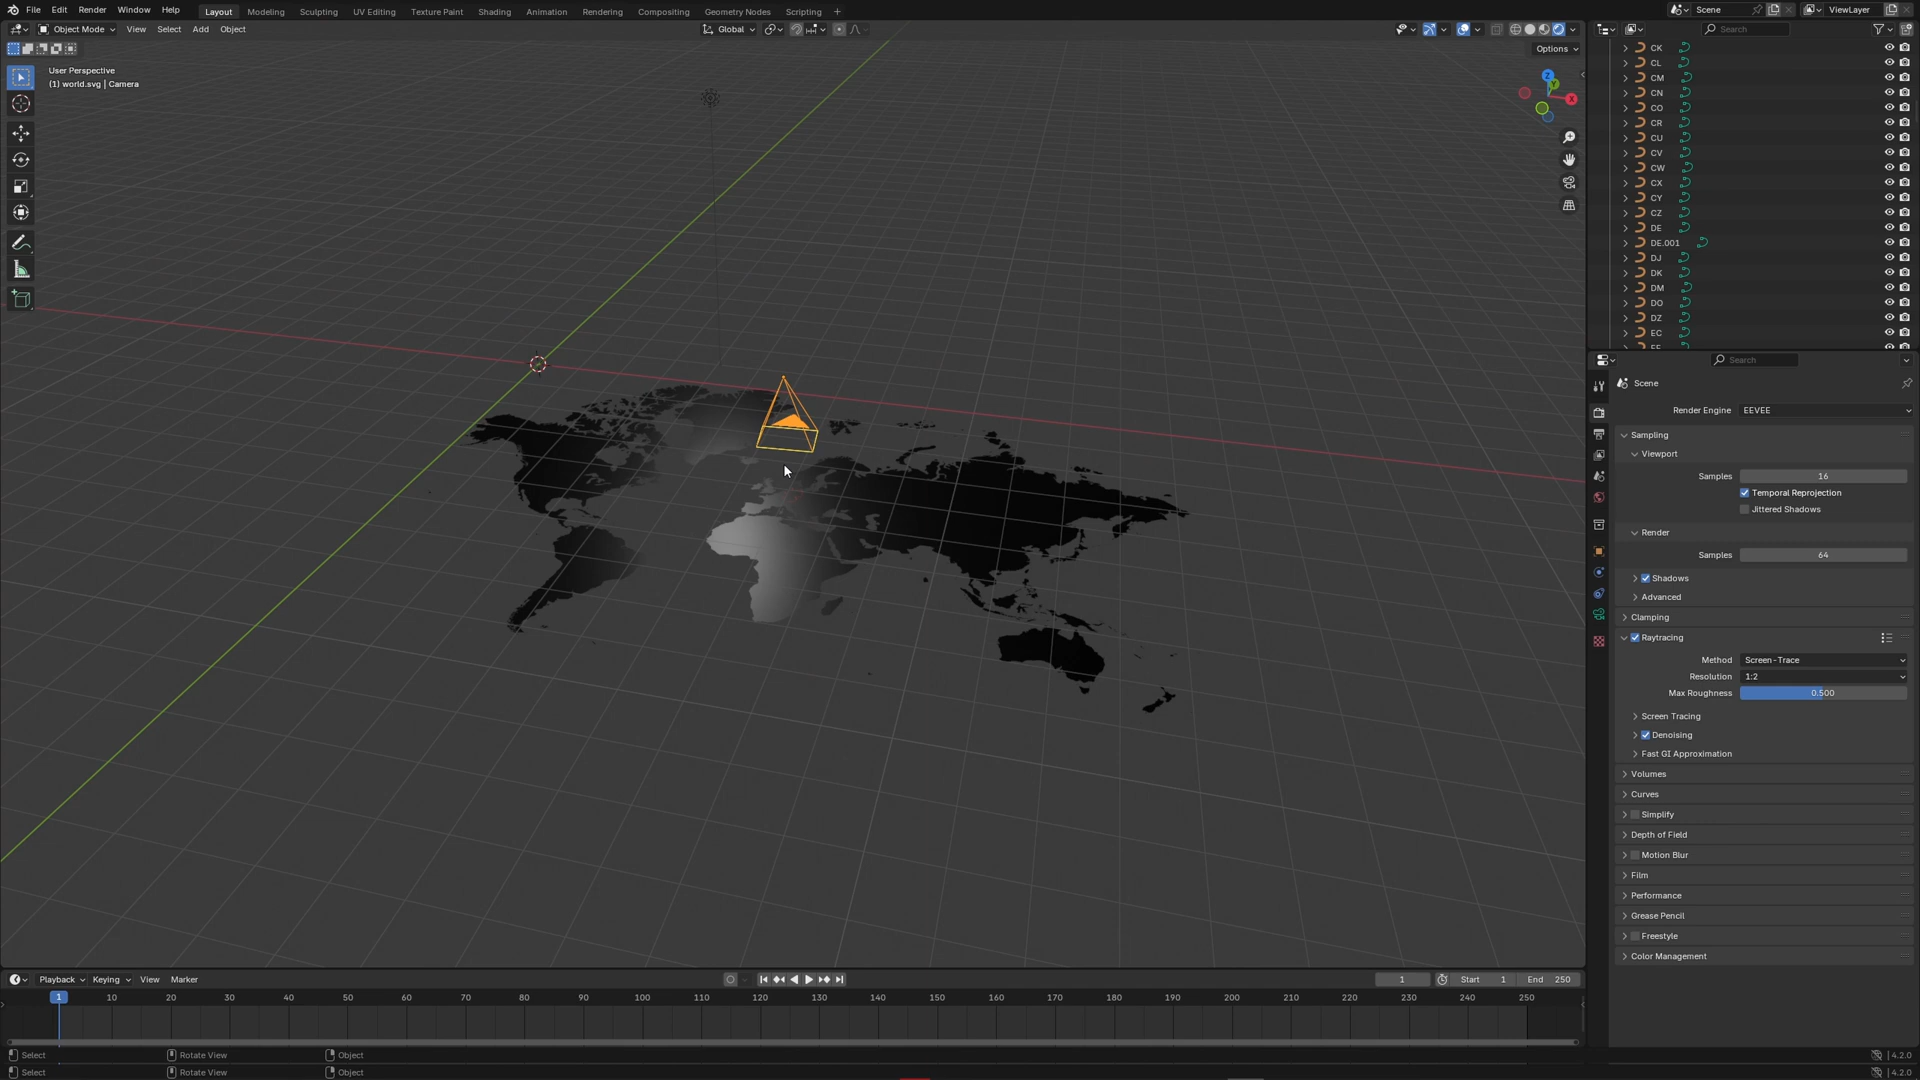 File Edit Render Window Help Layout Modeling Sculpting UV Editing Texture Paint Shading Animation Rendering Compositing Geometry Nodes Scripting + Scene ViewLayer
Object Mode View Select Add Object Global Search
Options
User Perspective
(1) world.svg | Camera
Z
Y
X
CK
CL
CM
CN
CO
CR
CU
CV
CW
CX
CY
CZ
DE
DE.001
DJ
DK
DM
DO
DZ
EC
Search
Scene
Render Engine EEVEE
Sampling
Viewport
Samples 16
Temporal Reprojection
Jittered Shadows
Render
Samples 64
Shadows
Advanced
Clamping
Raytracing
Method Screen-Trace
Resolution 1:2
Max Roughness 0.500
Screen Tracing
Denoising
Fast GI Approximation
Volumes
Curves
Simplify
Depth of Field
Motion Blur
Film
Performance
Grease Pencil
Freestyle
Color Management
Playback Keying View Marker 1 Start 1 End 250
1 10 20 30 40 50 60 70 80 90 100 110 120 130 140 150 160 170 180 190 200 210 220 230 240 250
Select Rotate View Object 4.2.0
Select Rotate View Object 4.2.0